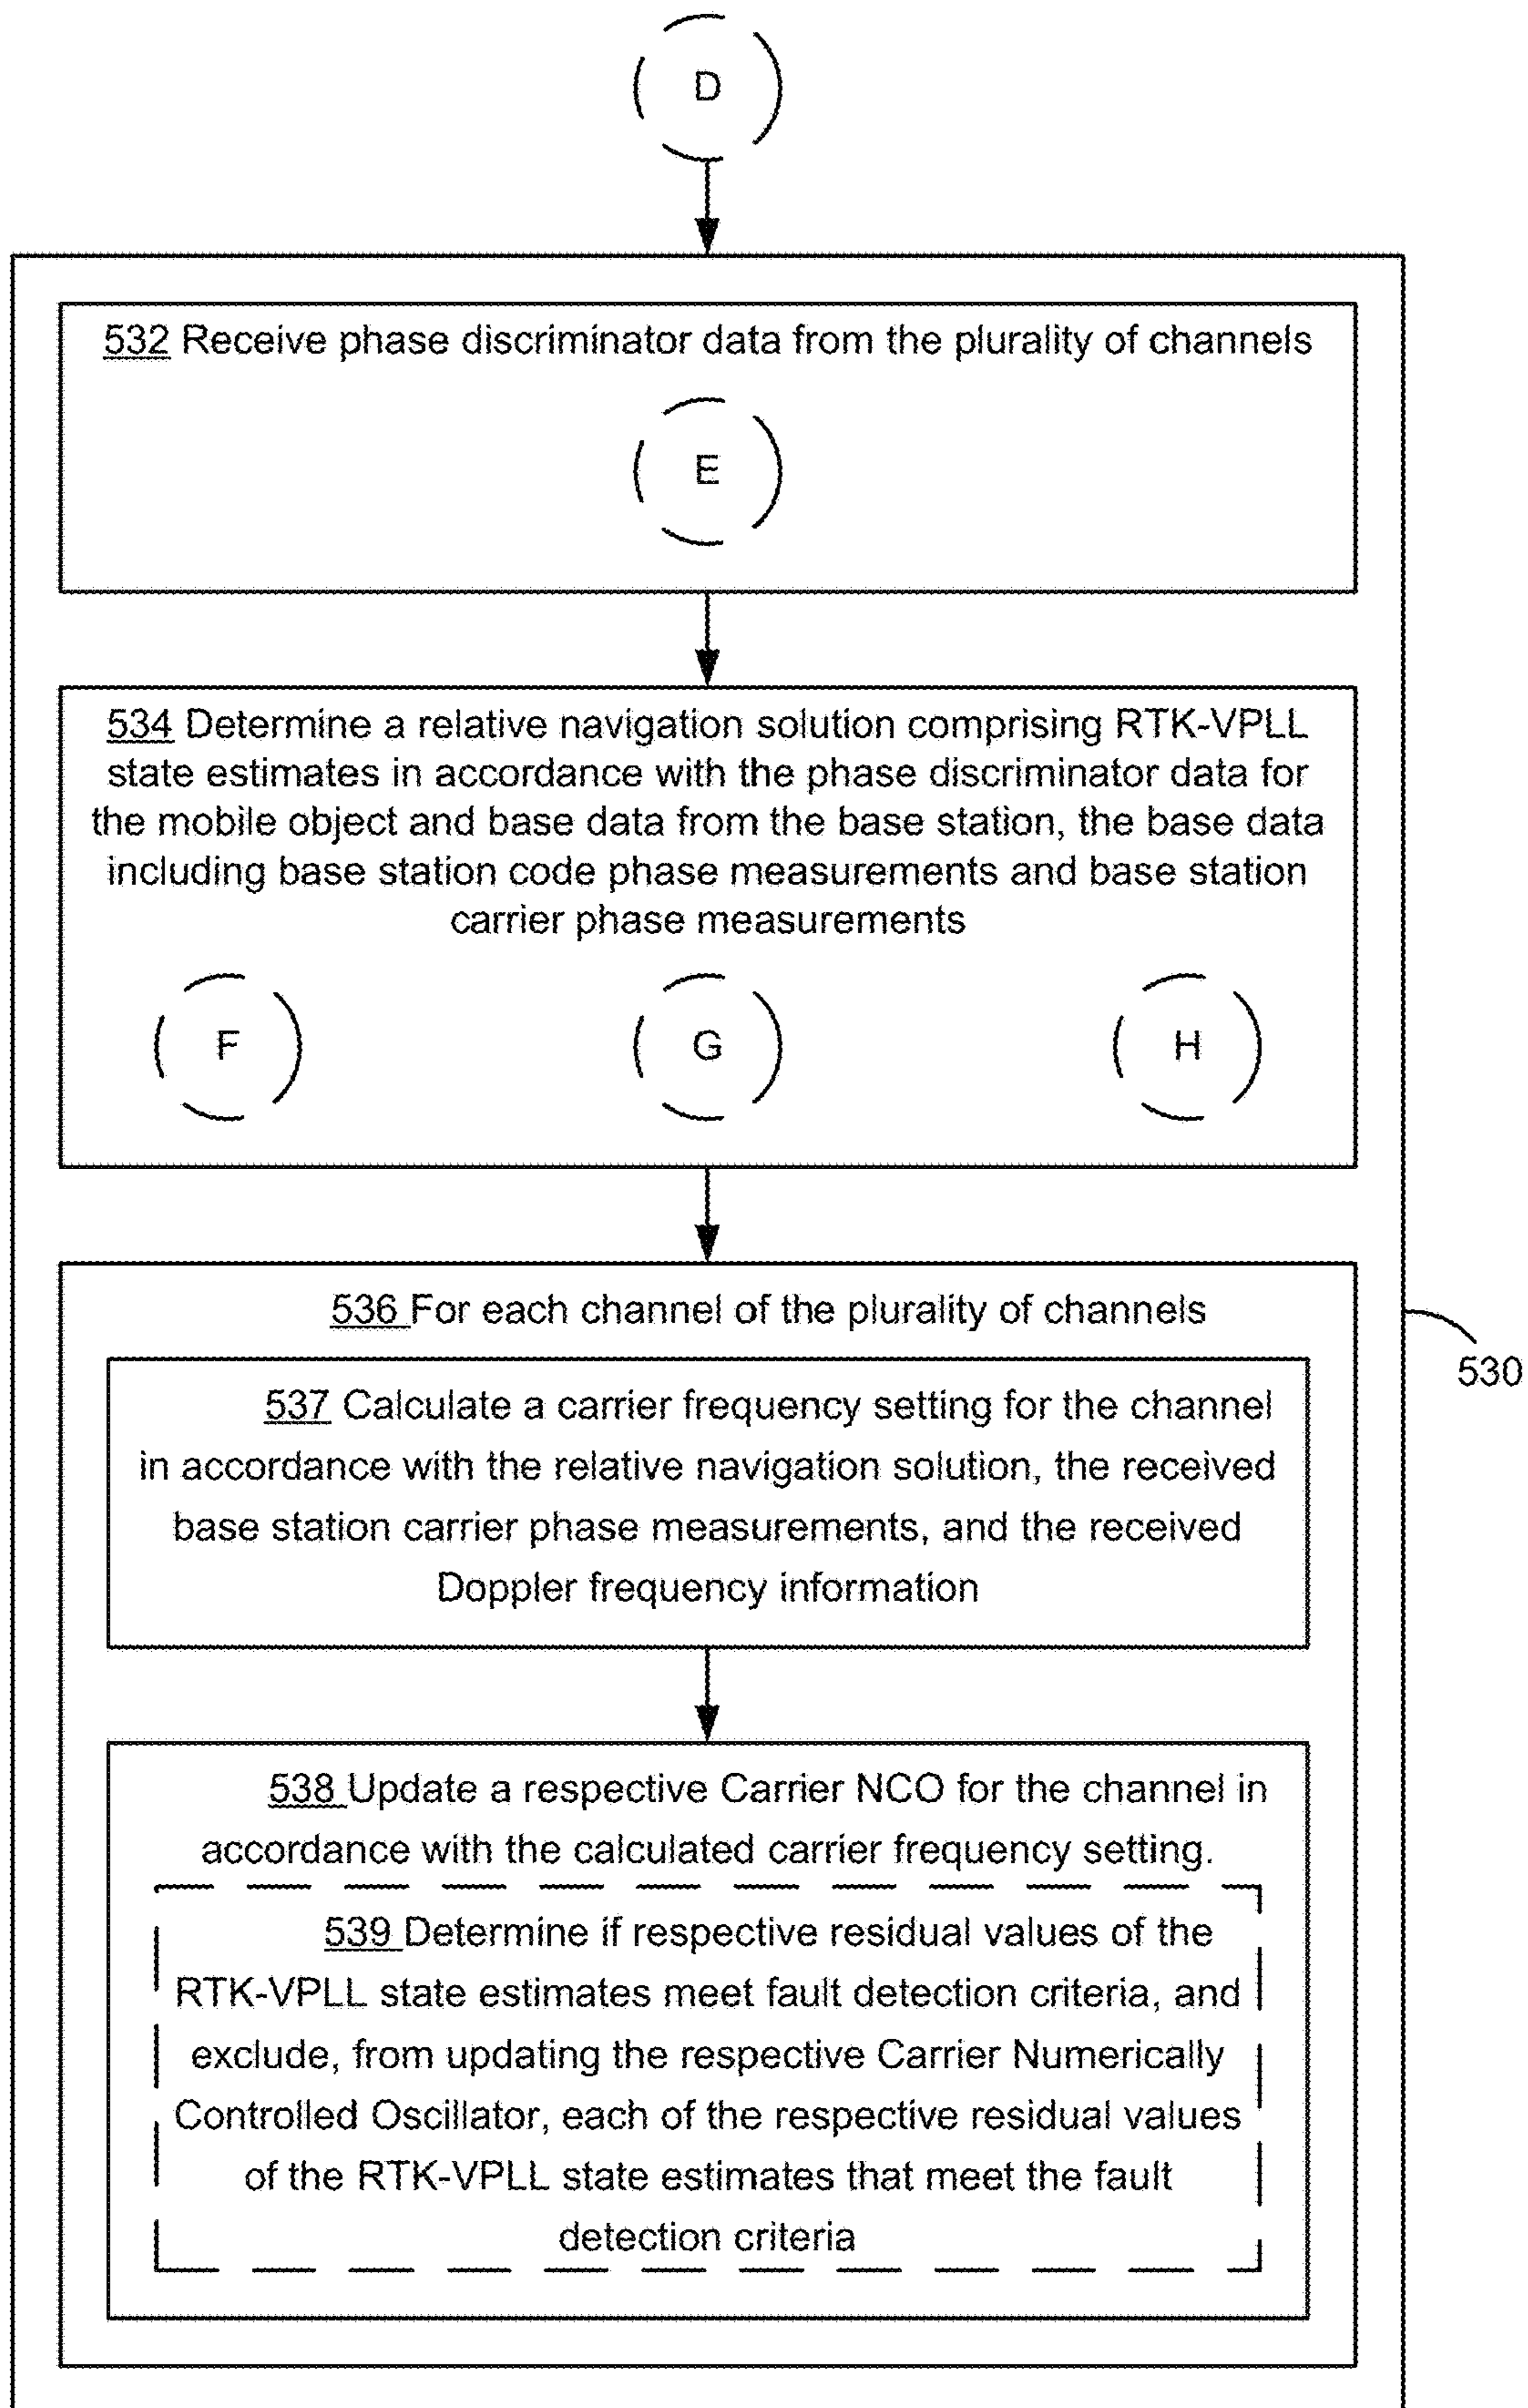 D
532 Receive phase discriminator data from the plurality of channels
E
534 Determine a relative navigation solution comprising RTK-VPLL
state estimates in accordance with the phase discriminator data for
the mobile object and base data from the base station, the base data
including base station code phase measurements and base station
carrier phase measurements
F G H
536 For each channel of the plurality of channels
530
537 Calculate a carrier frequency setting for the channel
in accordance with the relative navigation solution, the received
base station carrier phase measurements, and the received
Doppler frequency information
538 Update a respective Carrier NCO for the channel in
accordance with the calculated carrier frequency setting.
539 Determine if respective residual values of the
RTK-VPLL state estimates meet fault detection criteria, and
exclude, from updating the respective Carrier Numerically
Controlled Oscillator, each of the respective residual values
of the RTK-VPLL state estimates that meet the fault
detection criteria